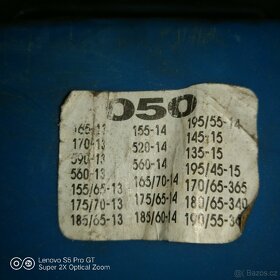 050
165-13 155-14 195/55-14
170-13 520-14 145-15
590-13 560-14 135-15
560-13 165/70-14 195/45-15
155/65-13 175/65-14 170/65-365
175/70-13 185/60-14 180/65-340
185/65-13 190/55-34
Lenovo S5 Pro GT
Super 2X Optical Zoom